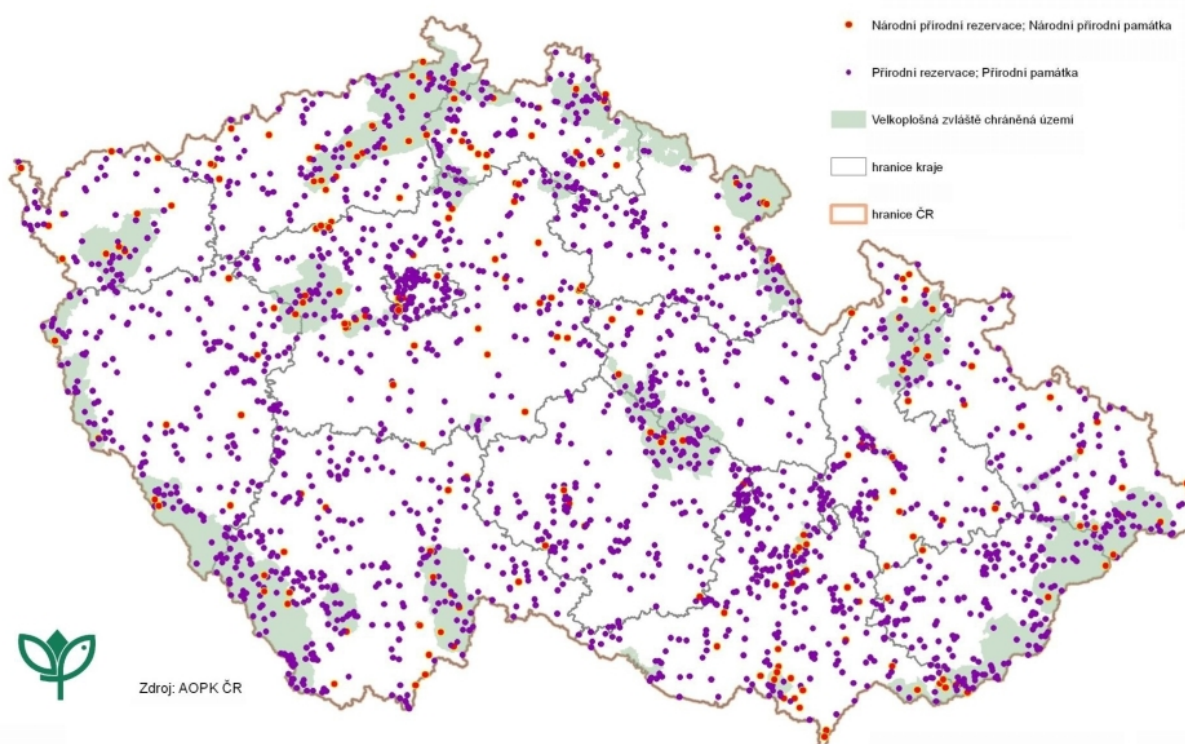 Národní přírodní rezervace; Národní přírodní památka
Přírodní rezervace; Přírodní památka
Velkoplošná zvláště chráněná území
hranice kraje
hranice ČR
Zdroj: AOPK ČR